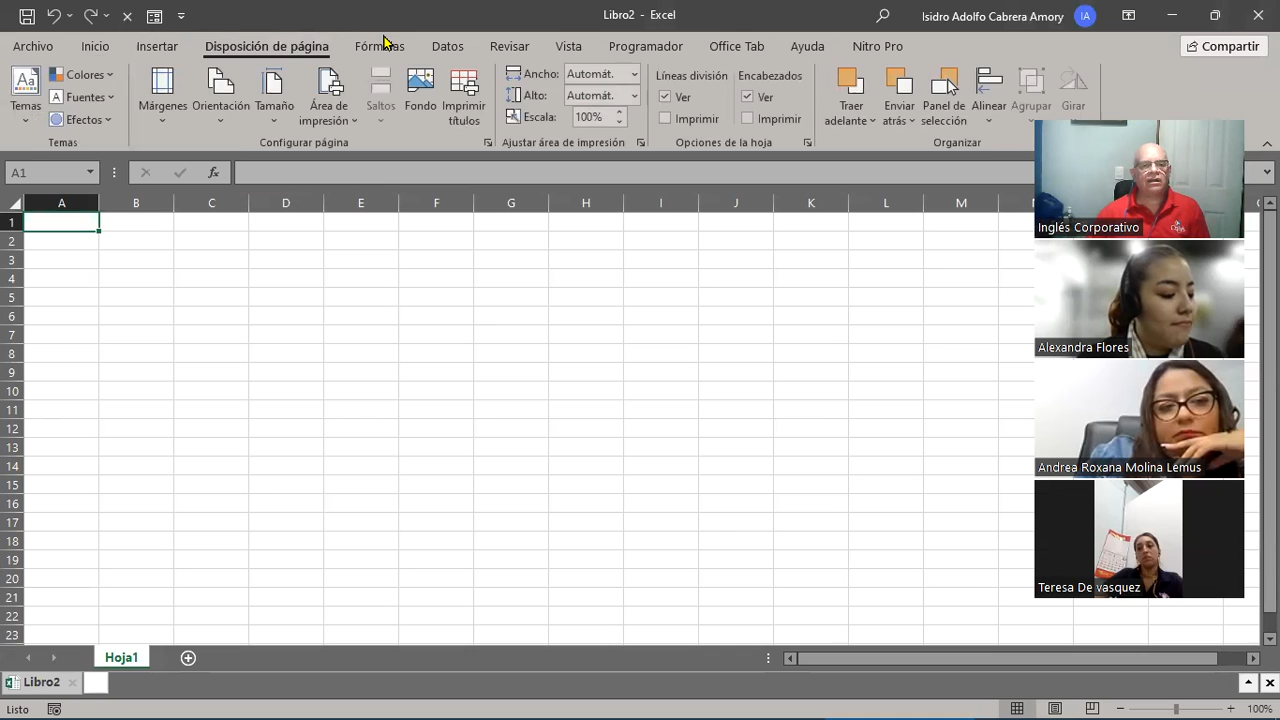 Libro2 - Excel
Isidro Adolfo Cabrera Amory
IA
Archivo Inicio Insertar Disposición de página Fórmulas Datos Revisar Vista Programador Office Tab Ayuda Nitro Pro
Compartir
Aa
Temas
Colores
Fuentes
Efectos
Temas
Márgenes
Orientación
Tamaño
Área de impresión
Saltos
Fondo
Imprimir títulos
Configurar página
Ancho: Automát.
Alto: Automát.
Escala: 100%
Ajustar área de impresión
Líneas división
Ver
Imprimir
Encabezados
Ver
Imprimir
Opciones de la hoja
Traer adelante
Enviar atrás
Panel de selección
Alinear
Agrupar
Girar
Organizar
A1
fx
A B C D E F G H I J K L M
1
2
3
4
5
6
7
8
9
10
11
12
13
14
15
16
17
18
19
20
21
22
23
Inglés Corporativo
Alexandra Flores
Andrea Roxana Molina Lemus
Teresa De vasquez
Hoja1
Libro2
Listo
100%